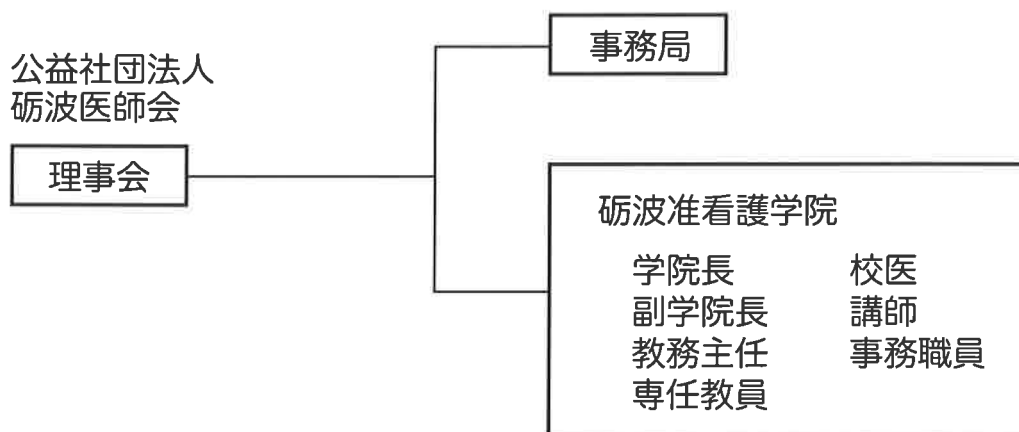 公益社団法人
砺波医師会
理事会
事務局
砺波准看護学院
学院長
副学院長
教務主任
専任教員
校医
講師
事務職員